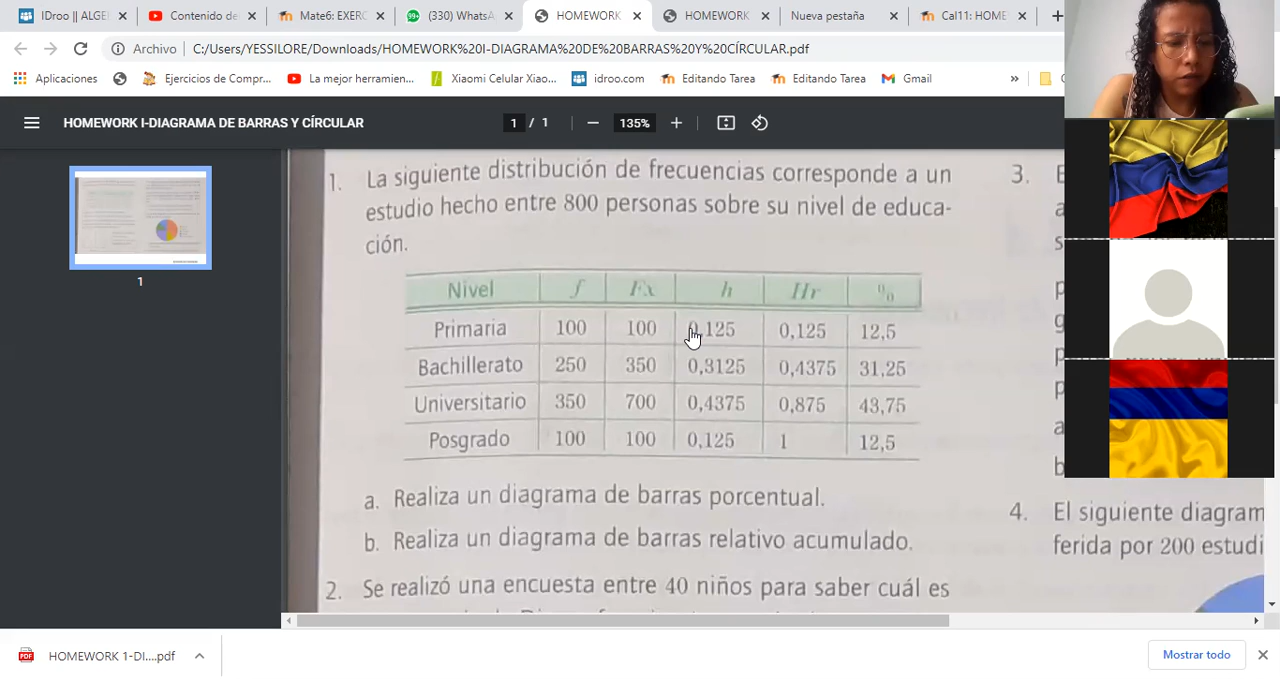 IDroo || ALGEB
Contenido de
Mate6: EXERC
(330) WhatsA
HOMEWORK
HOMEWORK
Nueva pestaña
Cal11: HOME
Archivo
C:/Users/YESSILORE/Downloads/HOMEWORK%20I-DIAGRAMA%20DE%20BARRAS%20Y%20CÍRCULAR.pdf
Aplicaciones
Ejercicios de Compr...
La mejor herramien...
Xiaomi Celular Xiao...
idroo.com
Editando Tarea
Editando Tarea
Gmail
»
HOMEWORK I-DIAGRAMA DE BARRAS Y CÍRCULAR
1 / 1
135%
1
1. La siguiente distribución de frecuencias corresponde a un
estudio hecho entre 800 personas sobre su nivel de educa-
ción.
Nivel f Fx h Hr %
Primaria 100 100 0,125 0,125 12,5
Bachillerato 250 350 0,3125 0,4375 31,25
Universitario 350 700 0,4375 0,875 43,75
Posgrado 100 100 0,125 1 12,5
a. Realiza un diagrama de barras porcentual.
b. Realiza un diagrama de barras relativo acumulado.
2. Se realizó una encuesta entre 40 niños para saber cuál es
3.
4. El siguiente diagram
ferida por 200 estudi
HOMEWORK 1-DI....pdf
Mostrar todo